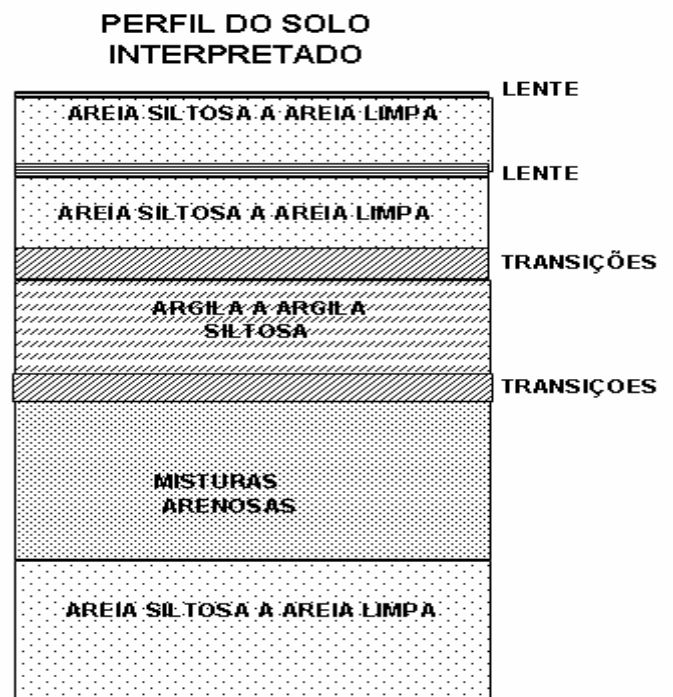 PERFIL DO SOLO
INTERPRETADO
LENTE
AREIA SILTOSA A AREIA LIMPA
LENTE
AREIA SILTOSA A AREIA LIMPA
TRANSIÇÕES
ARGILA A ARGILA
SILTOSA
TRANSIÇOES
MISTURAS
ARENOSAS
AREIA SILTOSA A AREIA LIMPA